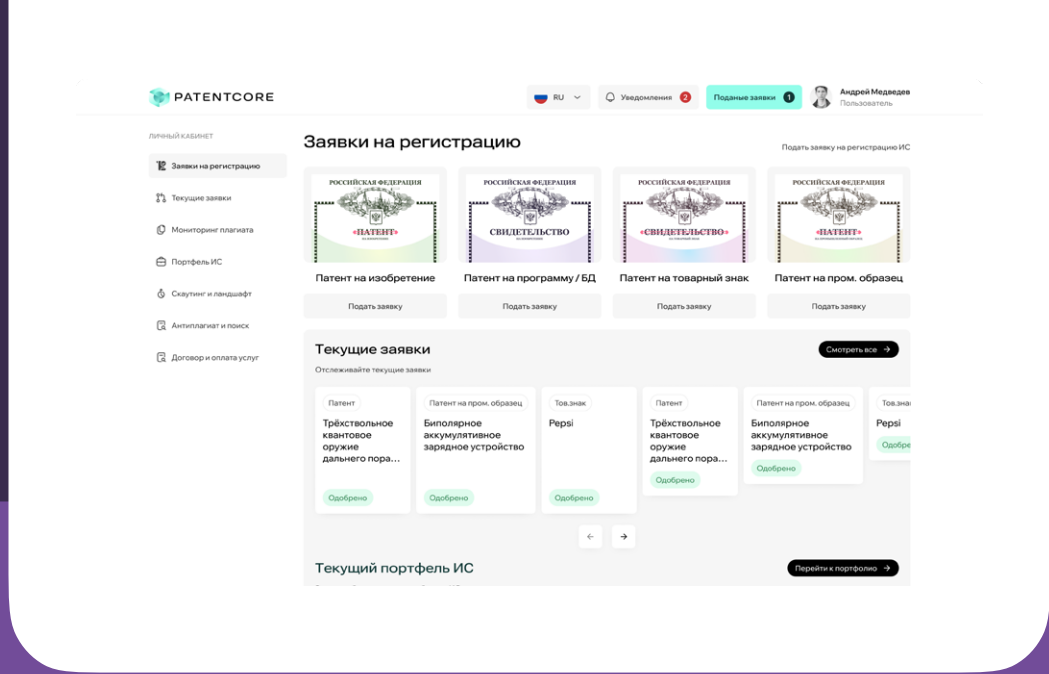 PATENTCORE
RU
Уведомления 2
Поданые заявки 1
Андрей Медведев
Пользователь
ЛИЧНЫЙ КАБИНЕТ
Заявки на регистрацию
Текущие заявки
Мониторинг плагиата
Портфель ИС
Скаутинг и ландшафт
Антиплагиат и поиск
Договор и оплата услуг
Заявки на регистрацию
Подать заявку на регистрацию ИС
РОССИЙСКАЯ ФЕДЕРАЦИЯ
«ПАТЕНТ»
Патент на изобретение
Подать заявку
РОССИЙСКАЯ ФЕДЕРАЦИЯ
СВИДЕТЕЛЬСТВО
Патент на программу / БД
Подать заявку
РОССИЙСКАЯ ФЕДЕРАЦИЯ
«СВИДЕТЕЛЬСТВО»
Патент на товарный знак
Подать заявку
РОССИЙСКАЯ ФЕДЕРАЦИЯ
«ПАТЕНТ»
Патент на пром. образец
Подать заявку
Текущие заявки
Смотреть все →
Отслеживайте текущие заявки
Патент
Трёхствольное
квантовое
оружие
дальнего пора...
Одобрено
Патент на пром. образец
Биполярное
аккумулятивное
зарядное устройство
Одобрено
Тов.знак
Pepsi
Одобрено
Патент
Трёхствольное
квантовое
оружие
дальнего пора...
Одобрено
Патент на пром. образец
Биполярное
аккумулятивное
зарядное устройство
Одобрено
Тов.знак
Pepsi
Одобре
← →
Текущий портфель ИС
Перейти к портфолио →